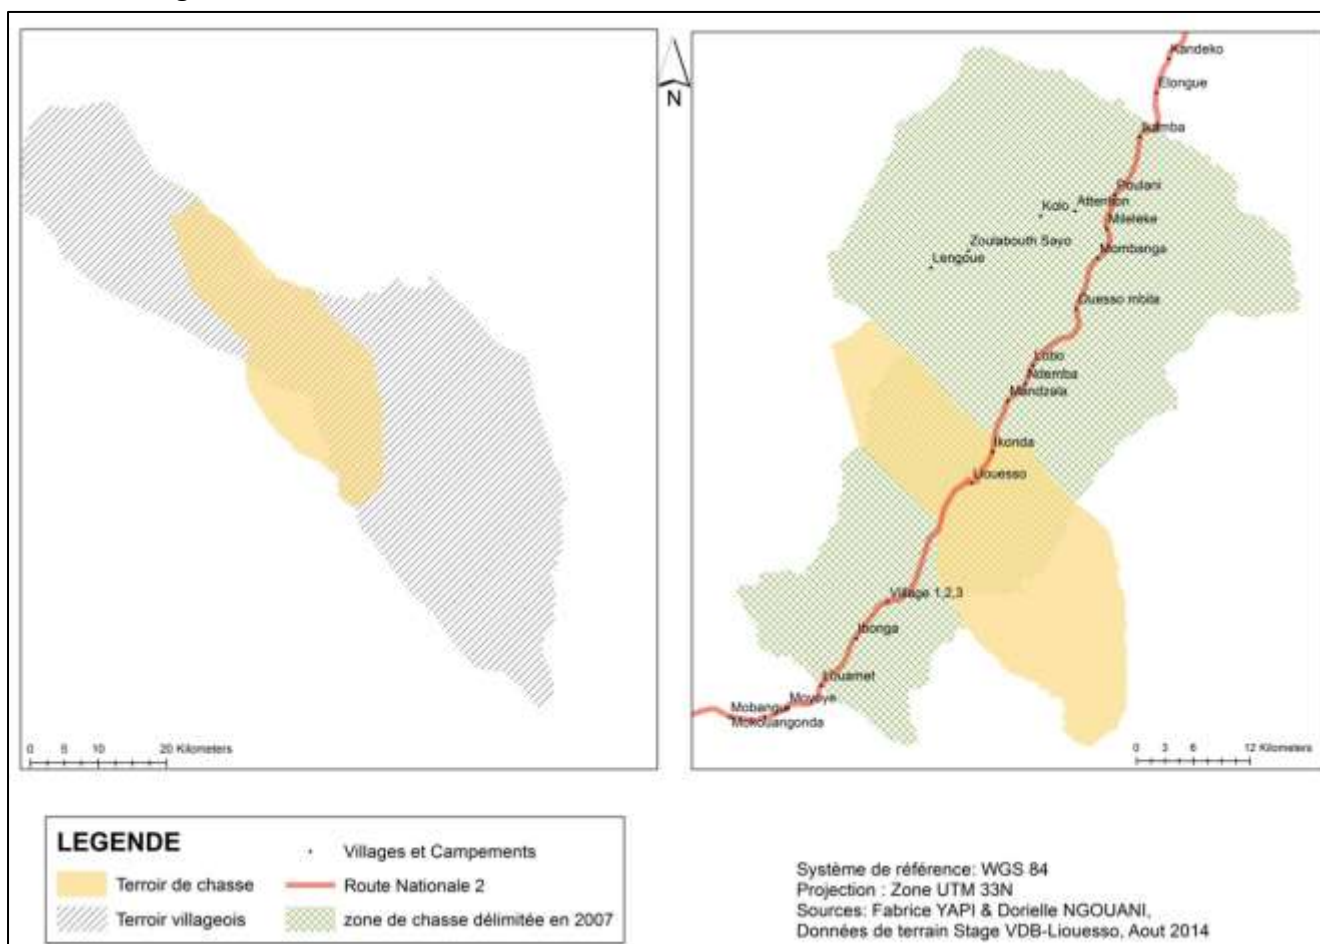 N
Kandeko
Elongue
Poulani
Attention
Kolo
Mileleke
Zoulabouth Sayo
Mombanga
Lengoue
Ouesso mbila
Lobo
Ndemba
Mandzala
Ikonda
Liouesso
Village 1,2,3
Ibonga
Louamet
Moyoye
Mobangui
Mokouangonda
0 5 10 20 Kilometers
0 3 6 12 Kilometers
LEGENDE
Terroir de chasse
Terroir villageois
Villages et Campements
Route Nationale 2
zone de chasse délimitée en 2007
Système de référence: WGS 84
Projection : Zone UTM 33N
Sources: Fabrice YAPI & Dorielle NGOUANI,
Données de terrain Stage VDB-Liouesso, Aout 2014